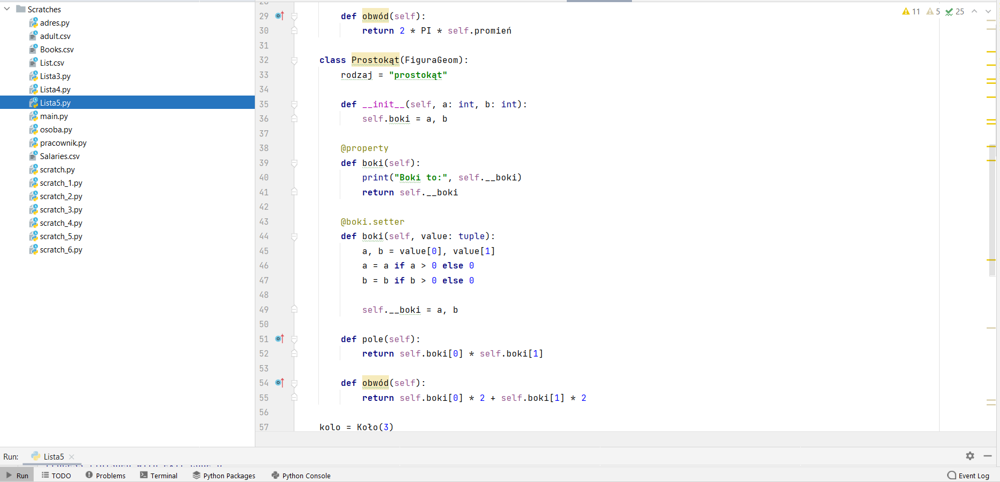 Scratches
adres.py
adult.csv
Books.csv
List.csv
Lista3.py
Lista4.py
Lista5.py
main.py
osoba.py
pracownik.py
Salaries.csv
scratch.py
scratch_1.py
scratch_2.py
scratch_3.py
scratch_4.py
scratch_5.py
scratch_6.py
11 5 25
29 def obwód(self):
30 return 2 * PI * self.promień
31
32 class Prostokąt(FiguraGeom):
33 rodzaj = "prostokąt"
34
35 def __init__(self, a: int, b: int):
36 self.boki = a, b
37
38 @property
39 def boki(self):
40 print("Boki to:", self.__boki)
41 return self.__boki
42
43 @boki.setter
44 def boki(self, value: tuple):
45 a, b = value[0], value[1]
46 a = a if a > 0 else 0
47 b = b if b > 0 else 0
48
49 self.__boki = a, b
50
51 def pole(self):
52 return self.boki[0] * self.boki[1]
53
54 def obwód(self):
55 return self.boki[0] * 2 + self.boki[1] * 2
56
57 kolo = Koło(3)
Run: Lista5
Run TODO Problems Terminal Python Packages Python Console Event Log